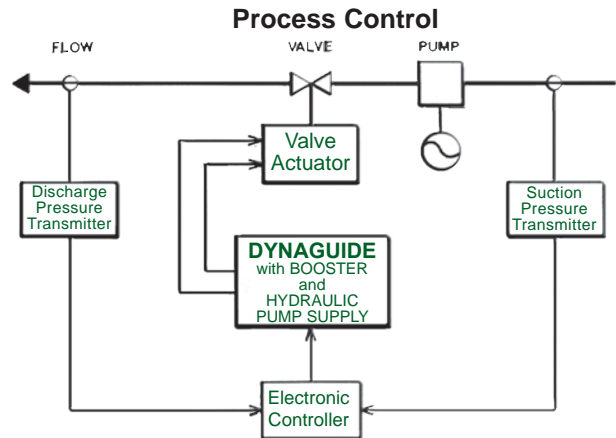 Process Control
FLOW
VALVE
PUMP
Valve
Actuator
Discharge
Pressure
Transmitter
Suction
Pressure
Transmitter
DYNAGUIDE
with BOOSTER
and
HYDRAULIC
PUMP SUPPLY
Electronic
Controller